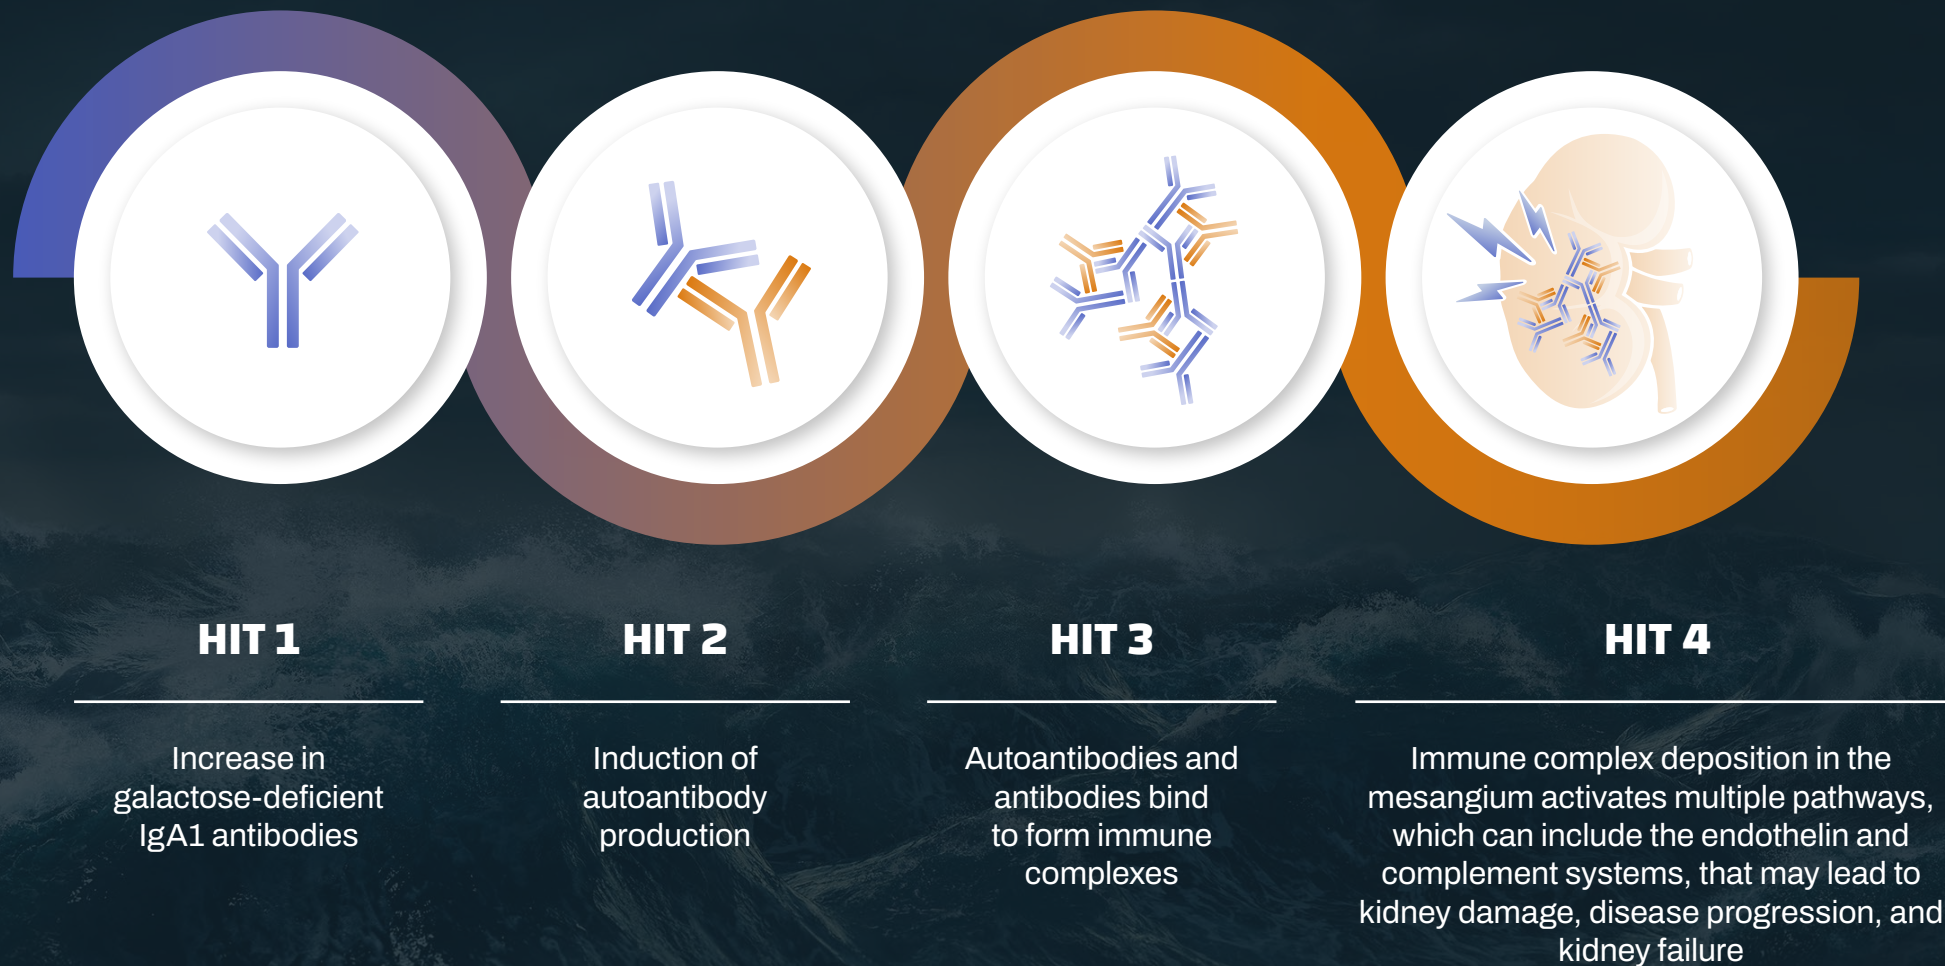 HIT 1
Increase in
galactose-deficient
IgA1 antibodies
HIT 2
Induction of
autoantibody
production
HIT 3
Autoantibodies and
antibodies bind
to form immune
complexes
HIT 4
Immune complex deposition in the
mesangium activates multiple pathways,
which can include the endothelin and
complement systems, that may lead to
kidney damage, disease progression, and
kidney failure